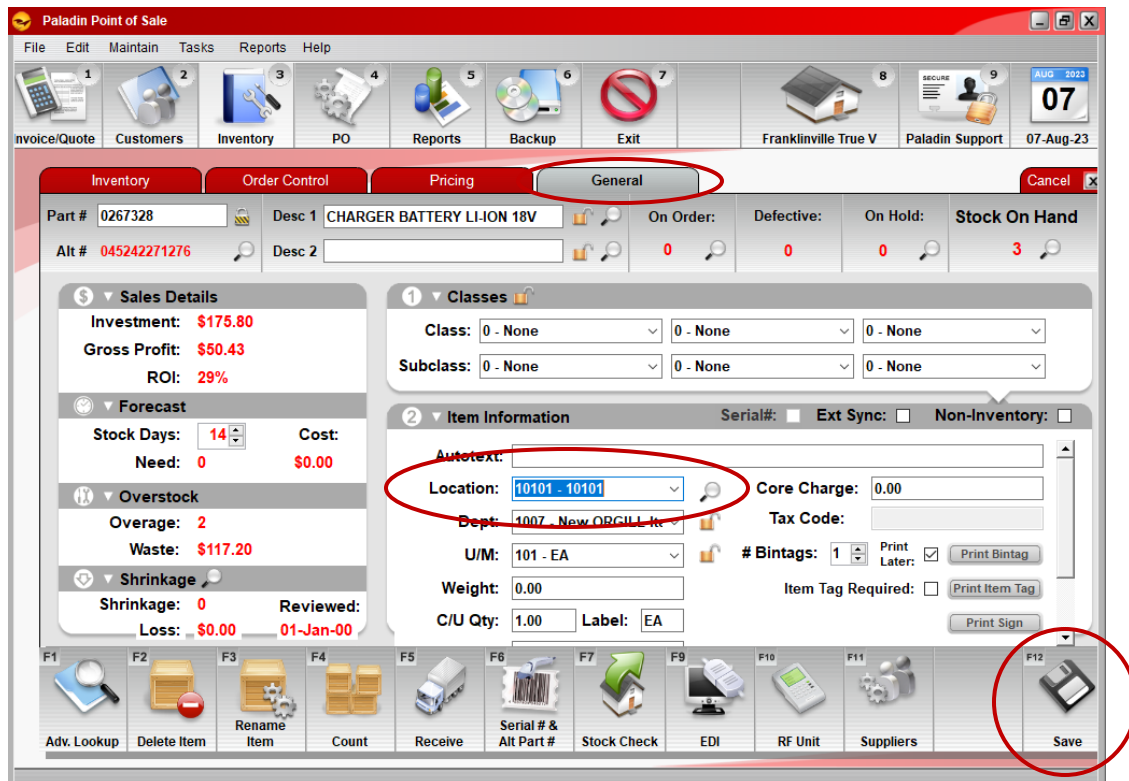 Paladin Point of Sale
File Edit Maintain Tasks Reports Help
1 2 3 4 5 6 7 8 SECURE 9 AUG 2023
07
nvoice/Quote Customers Inventory PO Reports Backup Exit Franklinville True V Paladin Support 07-Aug-23
Inventory Order Control Pricing General Cancel X
Part # 0267328 Desc 1 CHARGER BATTERY LI-ION 18V On Order: Defective: On Hold: Stock On Hand
Alt # 045242271276 Desc 2 0 0 0 3
$ Sales Details
Investment: $175.80
Gross Profit: $50.43
ROI: 29%
Forecast
Stock Days: 14 Cost:
Need: 0 $0.00
Overstock
Overage: 2
Waste: $117.20
Shrinkage
Shrinkage: 0 Reviewed:
Loss: $0.00 01-Jan-00
1 Classes
Class: 0 - None 0 - None 0 - None
Subclass: 0 - None 0 - None 0 - None
2 Item Information Serial#: Ext Sync: Non-Inventory:
Autotext:
Location: 10101 - 10101 Core Charge: 0.00
Dept: 1007 - New ORGILL Ite Tax Code:
U/M: 101 - EA # Bintags: 1 Print Later: Print Bintag
Weight: 0.00 Item Tag Required: Print Item Tag
C/U Qty: 1.00 Label: EA Print Sign
F1 F2 F3 F4 F5 F6 F7 F9 F10 F11 F12
Adv. Lookup Delete Item Rename Item Count Receive Serial # & Alt Part # Stock Check EDI RF Unit Suppliers Save